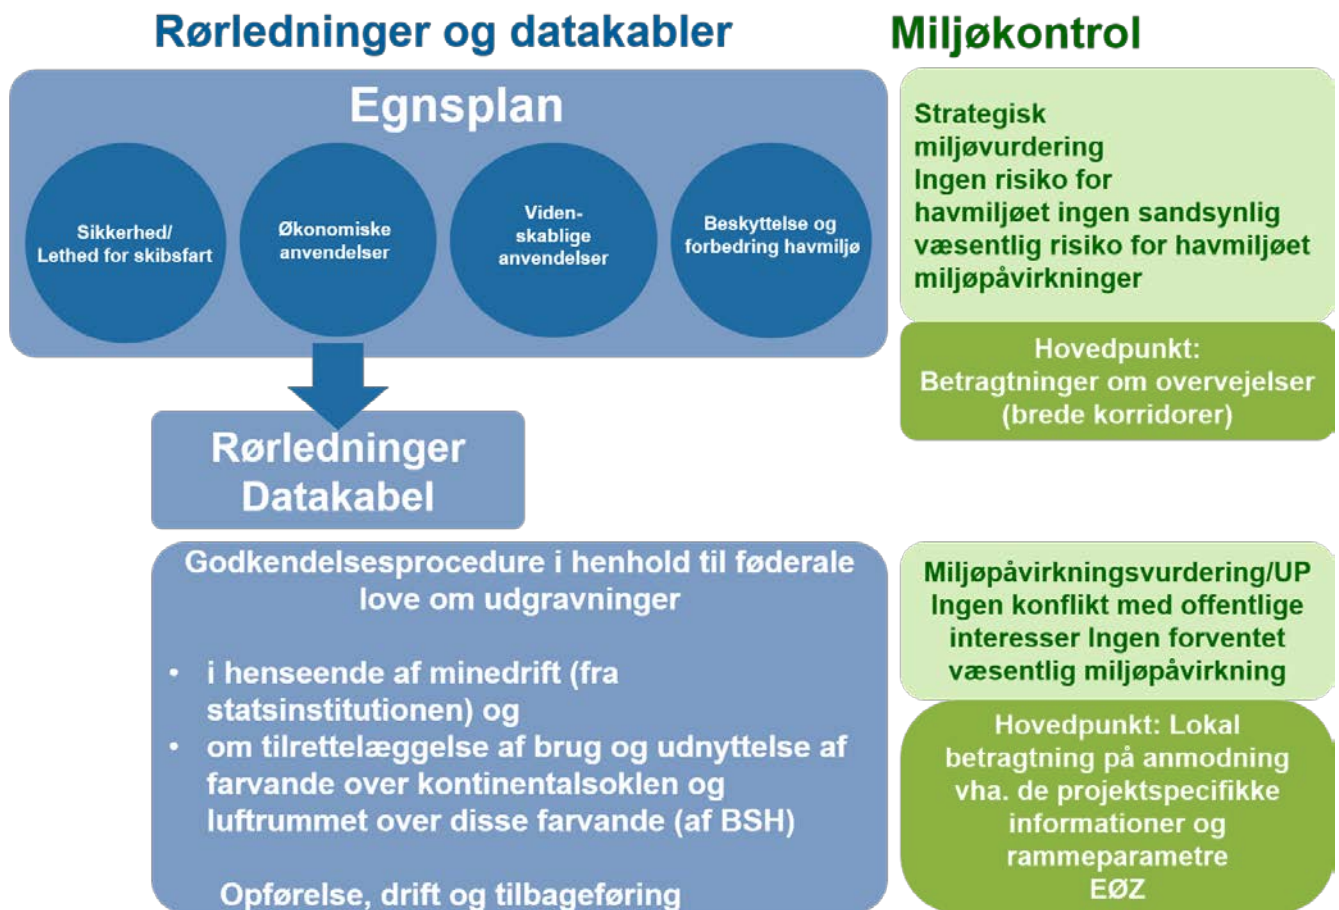 Rørledninger og datakabler
Miljøkontrol
Egnsplan
Sikkerhed/
Lethed for skibsfart
Økonomiske
anvendelser
Viden-
skablige
anvendelser
Beskyttelse og
forbedring havmiljø
Strategisk
miljøvurdering
Ingen risiko for
havmiljøet ingen sandsynlig
væsentlig risiko for havmiljøet
miljøpåvirkninger
Hovedpunkt:
Betragtninger om overvejelser
(brede korridorer)
Rørledninger
Datakabel
Godkendelsesprocedure i henhold til føderale
love om udgravninger
• i henseende af minedrift (fra
statsinstitutionen) og
• om tilrettelæggelse af brug og udnyttelse af
farvande over kontinentalsoklen og
luftrummet over disse farvande (af BSH)
Opførelse, drift og tilbageføring
Miljøpåvirkningsvurdering/UP
Ingen konflikt med offentlige
interesser Ingen forventet
væsentlig miljøpåvirkning
Hovedpunkt: Lokal
betragtning på anmodning
vha. de projektspecifikke
informationer og
rammeparametre
EØZ